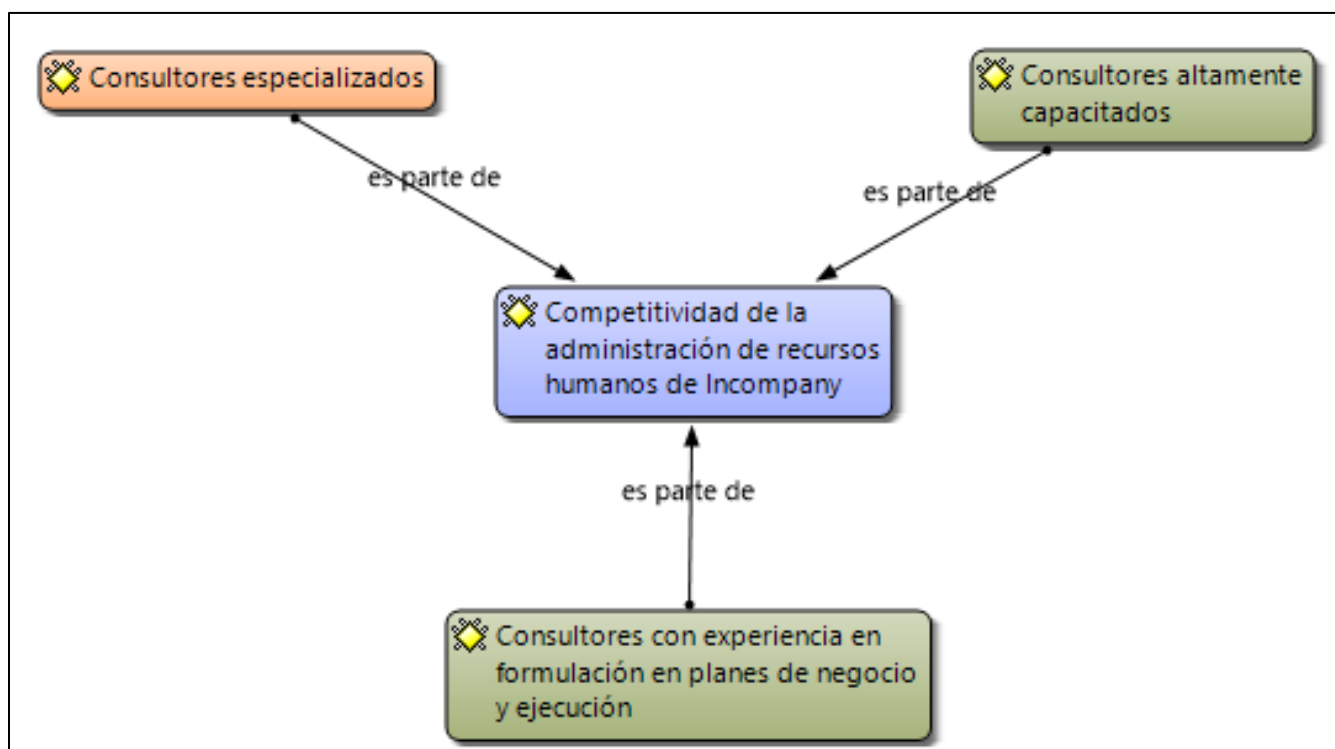 Consultores especializados
Consultores altamente
capacitados
es parte de
es parte de
Competitividad de la
administración de recursos
humanos de Incompany
es parte de
Consultores con experiencia en
formulación en planes de negocio
y ejecución